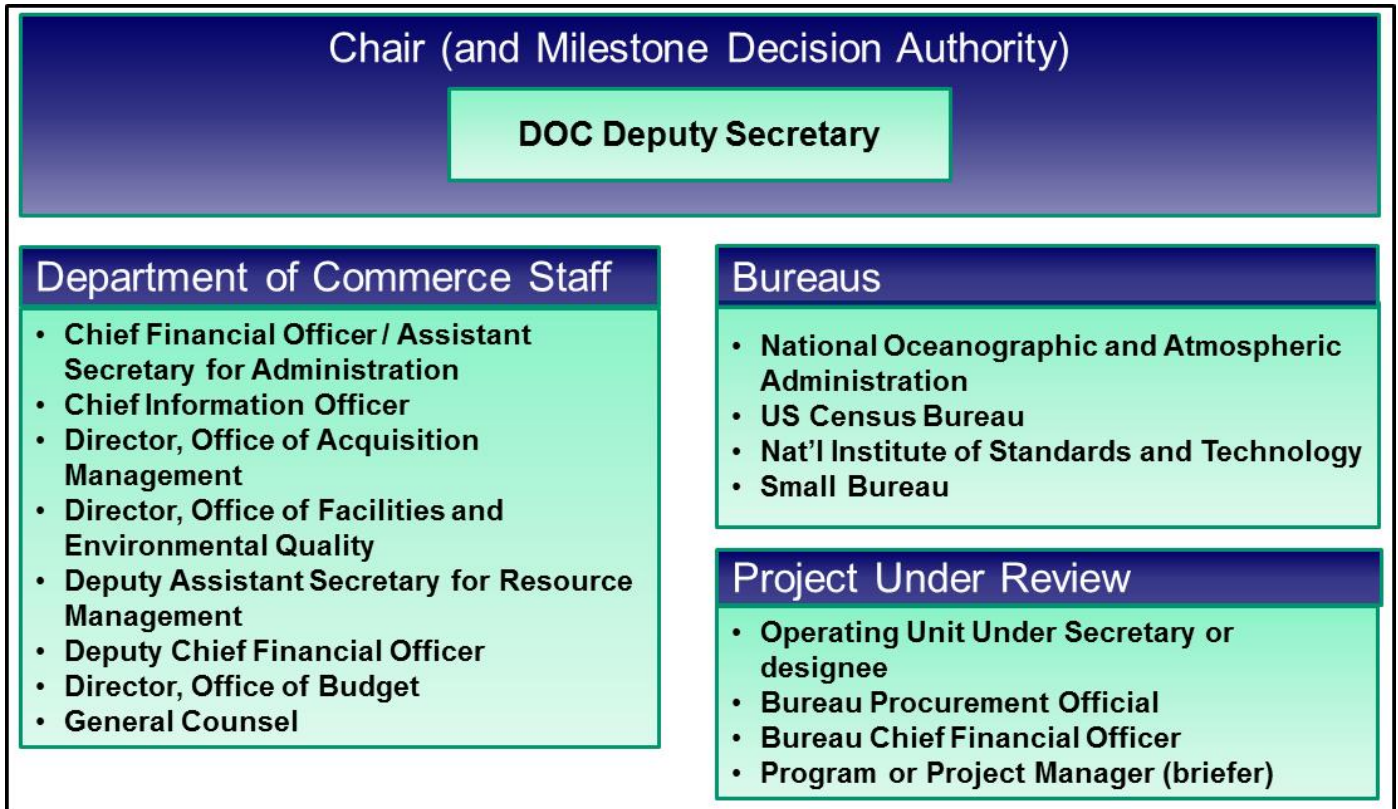 Chair (and Milestone Decision Authority)
DOC Deputy Secretary
Department of Commerce Staff
• Chief Financial Officer / Assistant
Secretary for Administration
• Chief Information Officer
• Director, Office of Acquisition
Management
• Director, Office of Facilities and
Environmental Quality
• Deputy Assistant Secretary for Resource
Management
• Deputy Chief Financial Officer
• Director, Office of Budget
• General Counsel
Bureaus
• National Oceanographic and Atmospheric
Administration
• US Census Bureau
• Nat’l Institute of Standards and Technology
• Small Bureau
Project Under Review
• Operating Unit Under Secretary or
designee
• Bureau Procurement Official
• Bureau Chief Financial Officer
• Program or Project Manager (briefer)